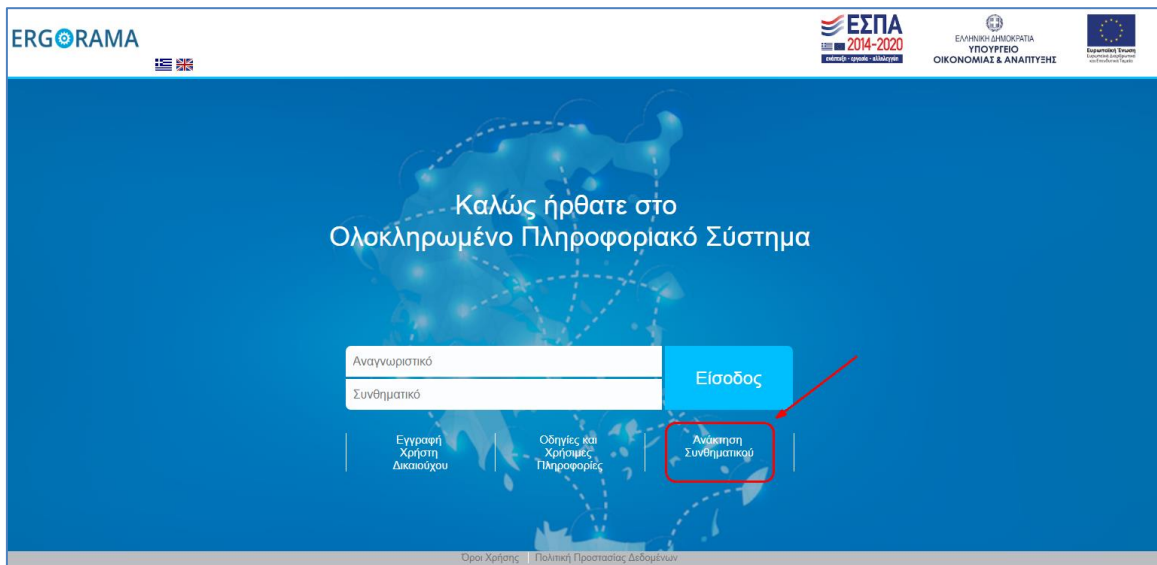 ERGORAMA
ΕΣΠΑ
2014-2020
ανάπτυξη - εργασία - αλληλεγγύη
ΕΛΛΗΝΙΚΗ ΔΗΜΟΚΡΑΤΙΑ
ΥΠΟΥΡΓΕΙΟ
ΟΙΚΟΝΟΜΙΑΣ & ΑΝΑΠΤΥΞΗΣ
Ευρωπαϊκή Ένωση
Καλώς ήρθατε στο
Ολοκληρωμένο Πληροφοριακό Σύστημα
Αναγνωριστικό
Συνθηματικό
Είσοδος
Εγγραφή
Χρήστη
Δικαιούχου
Οδηγίες και
Χρήσιμες
Πληροφορίες
Ανάκτηση
Συνθηματικού
Όροι Χρήσης
Πολιτική Προστασίας Δεδομένων